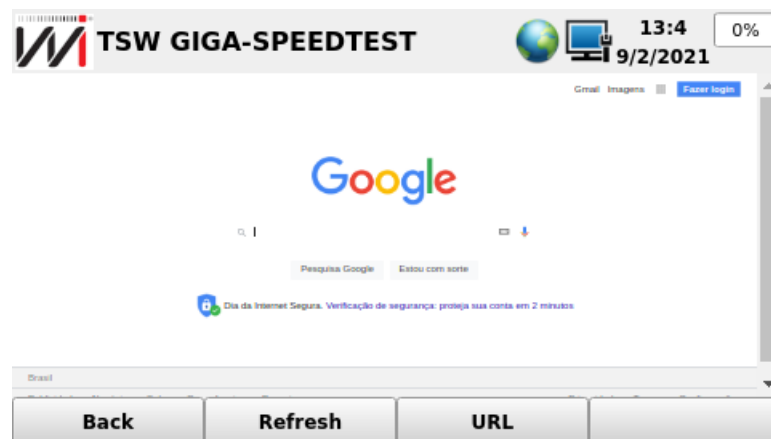 TSW GIGA-SPEEDTEST
13:4
9/2/2021
0%
Gmail Imagens Fazer login
Google
Pesquisa Google Estou com sorte
Dia da Internet Segura. Verificação de segurança: proteja sua conta em 2 minutos
Brasil
Back Refresh URL